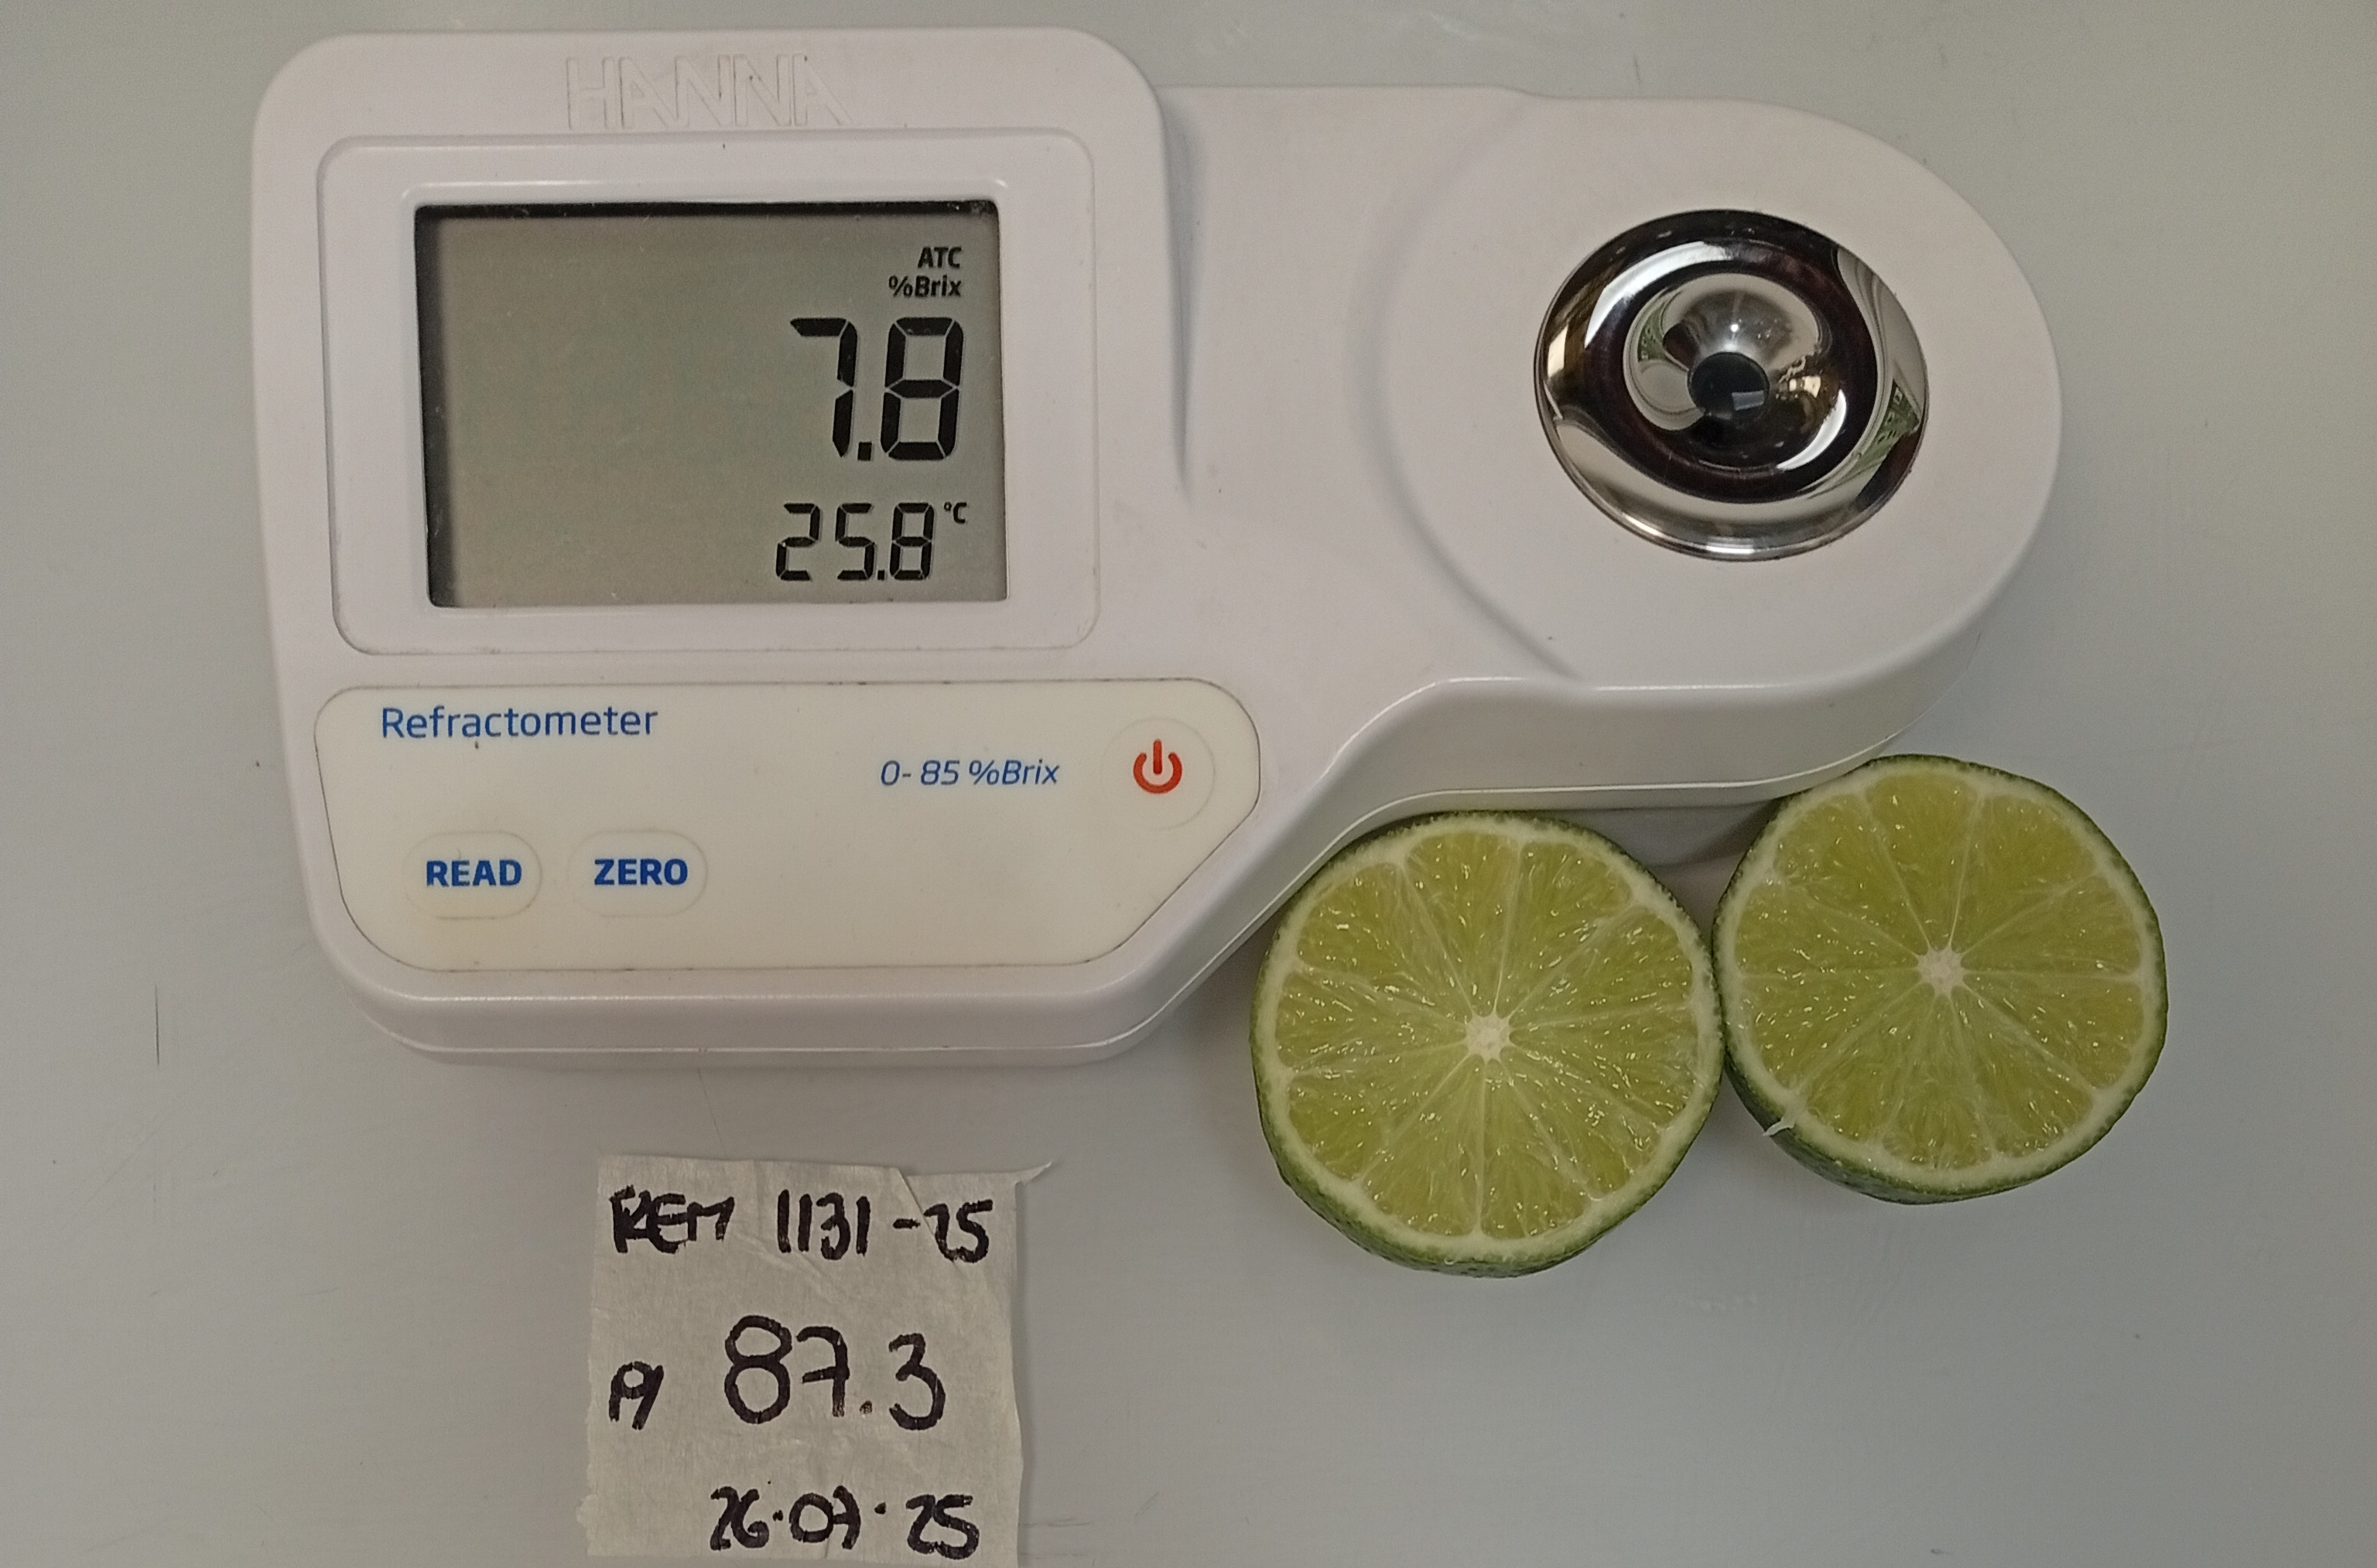 HANNA
ATC
%Brix
7.8
25.8 °C
Refractometer
0- 85 %Brix
READ ZERO
REM 1131-25
87.3
26.07.25